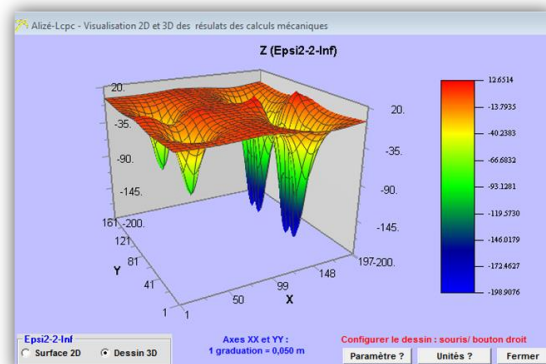 Alizé-Lcpc - Visualisation 2D et 3D des résulats des calculs mécaniques
Z (Epsi2-2-Inf)
20.
-35.
-90.
-145.
-200.
20.
-35.
-90.
-145.
-200.
161
121
81
41
1
Y
1
50
99
148
197
X
12.6514
-13.7935
-40.2383
-66.6832
-93.1281
-119.5730
-146.0179
-172.4627
-198.9076
Epsi2-2-Inf
Surface 2D
Dessin 3D
Axes XX et YY :
1 graduation = 0,050 m
Configurer le dessin : souris/ bouton droit
Paramètre ?
Unités ?
Fermer